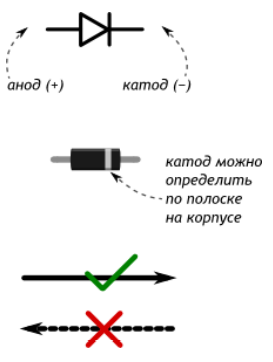 анод (+)
катод (−)
катод можно
определить
по полоске
на корпусе